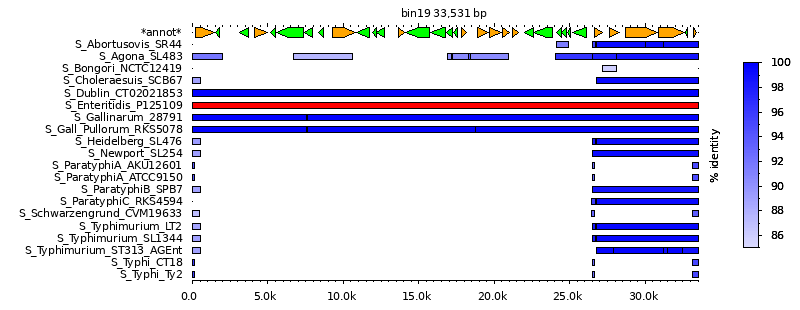 bin19 33,531 bp
*annot*
S_Abortusovis_SR44
S_Agona_SL483
S_Bongori_NCTC12419
S_Choleraesuis_SCB67
S_Dublin_CT02021853
S_Enteritidis_P125109
S_Gallinarum_28791
S_Gall_Pullorum_RKS5078
S_Heidelberg_SL476
S_Newport_SL254
S_ParatyphiA_AKU12601
S_ParatyphiA_ATCC9150
S_ParatyphiB_SPB7
S_ParatyphiC_RKS4594
S_Schwarzengrund_CVM19633
S_Typhimurium_LT2
S_Typhimurium_SL1344
S_Typhimurium_ST313_AGEnt
S_Typhi_CT18
S_Typhi_Ty2
0.0 5.0k 10.0k 15.0k 20.0k 25.0k 30.0k
% identity
100
98
96
94
92
90
88
86